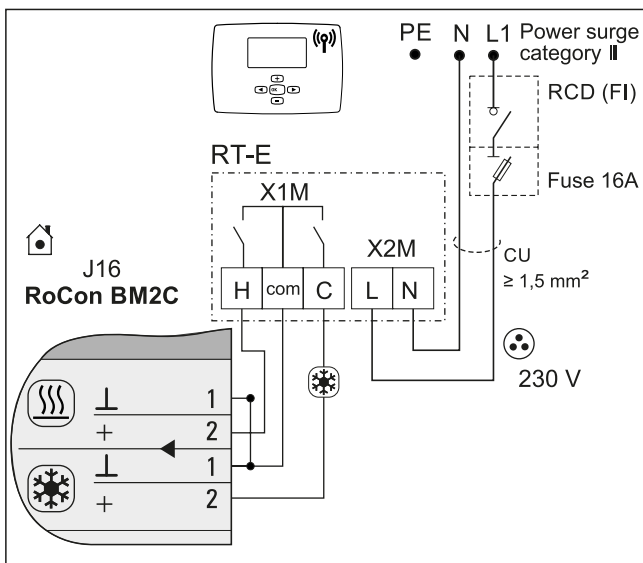 PE N L1 Power surge
category II
RCD (FI)
Fuse 16A
OK
RT-E
X1M
X2M
H com C
L N
CU
≥ 1,5 mm²
230 V
J16
RoCon BM2C
⊥ 1
+ 2
⊥ 1
+ 2